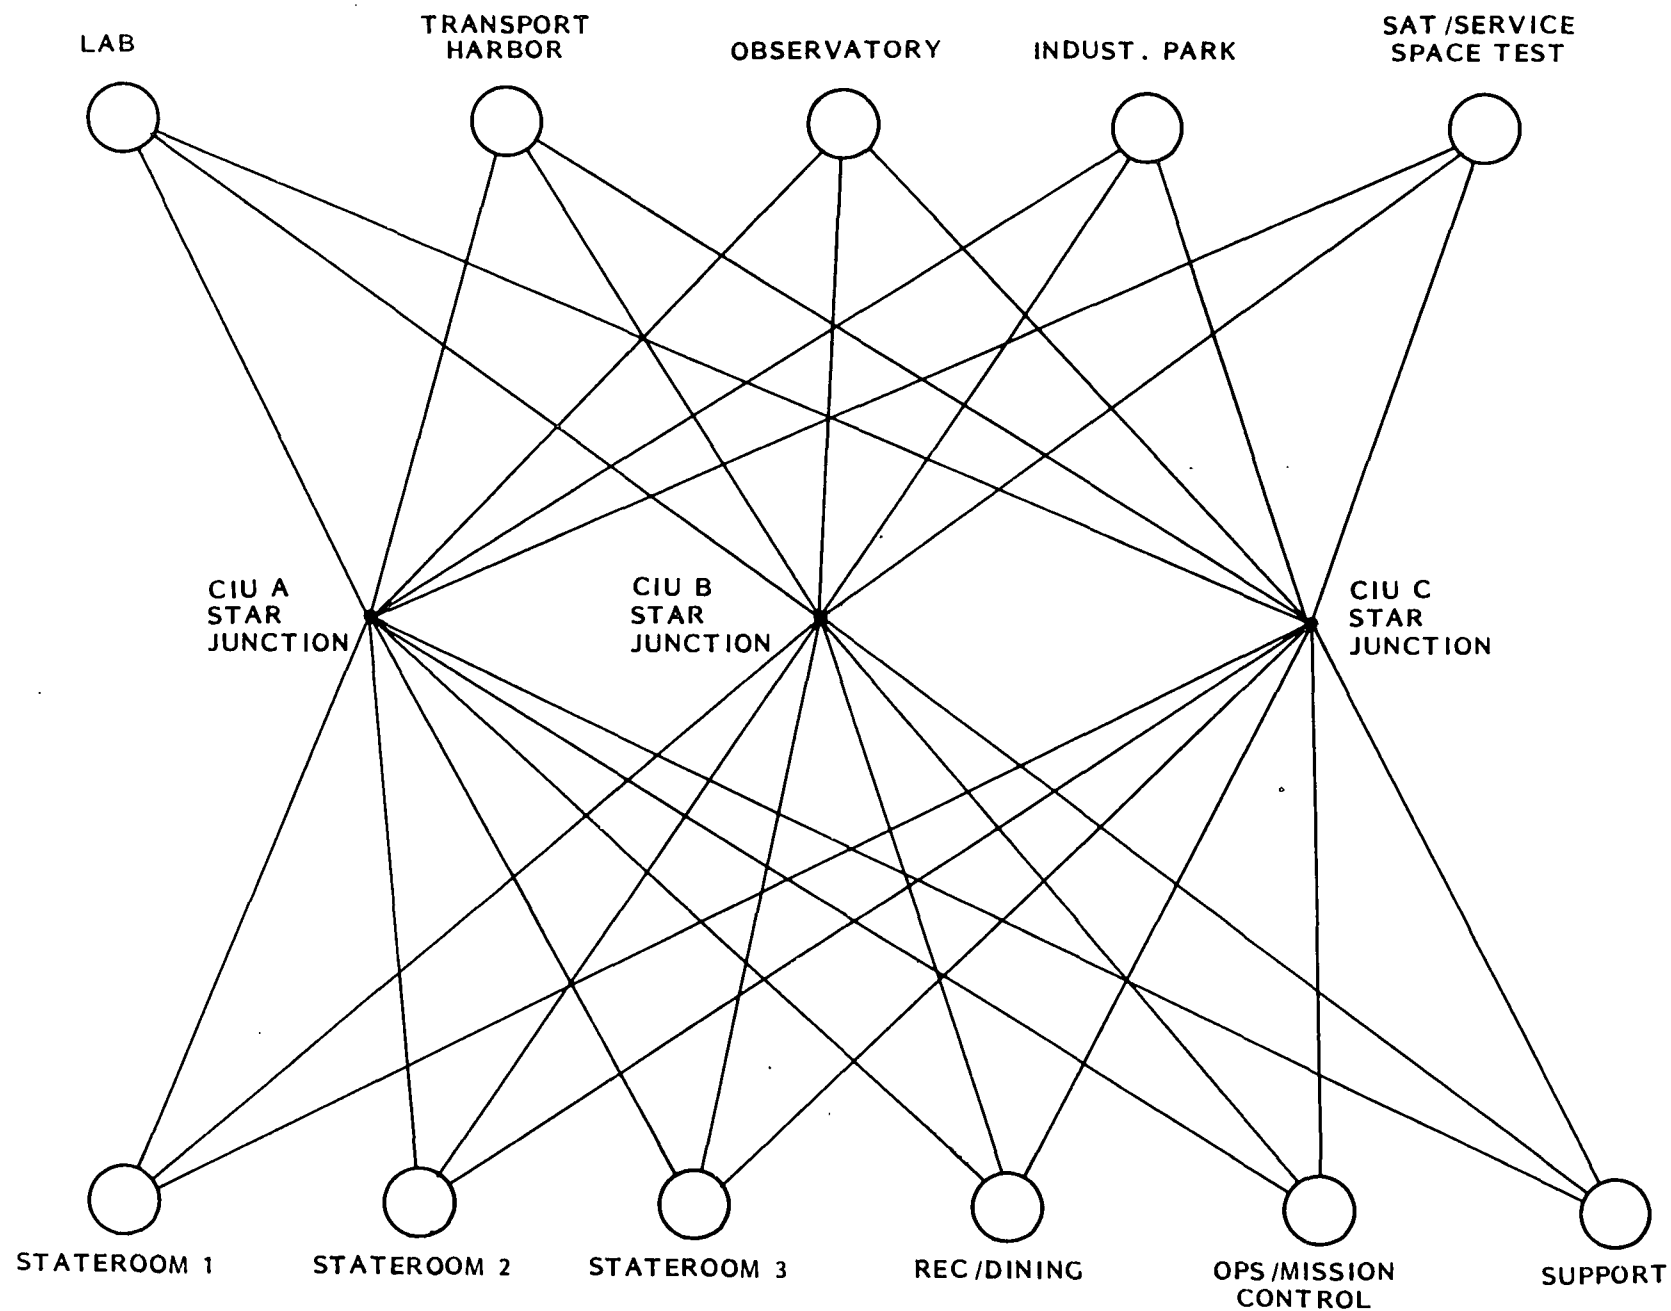 LAB
TRANSPORT
HARBOR
OBSERVATORY
INDUST. PARK
SAT/SERVICE
SPACE TEST
CIU A
STAR
JUNCTION
CIU B
STAR
JUNCTION
CIU C
STAR
JUNCTION
STATEROOM 1
STATEROOM 2
STATEROOM 3
REC/DINING
OPS/MISSION
CONTROL
SUPPORT